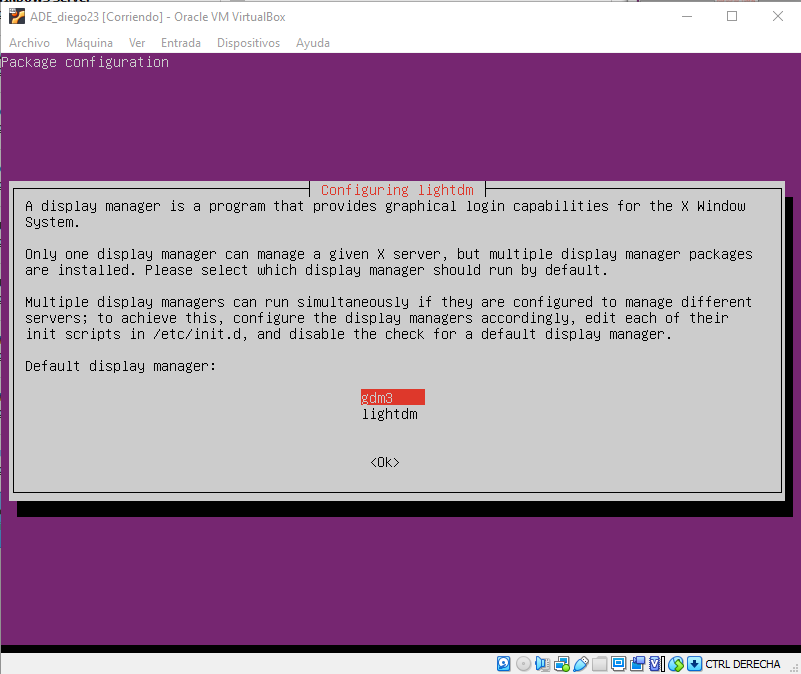 ADE_diego23 [Corriendo] - Oracle VM VirtualBox
Archivo Máquina Ver Entrada Dispositivos Ayuda
Package configuration
Configuring lightdm
A display manager is a program that provides graphical login capabilities for the X Window
System.
Only one display manager can manage a given X server, but multiple display manager packages
are installed. Please select which display manager should run by default.
Multiple display managers can run simultaneously if they are configured to manage different
servers; to achieve this, configure the display managers accordingly, edit each of their
init scripts in /etc/init.d, and disable the check for a default display manager.
Default display manager:
gdm3
lightdm
<Ok>
CTRL DERECHA